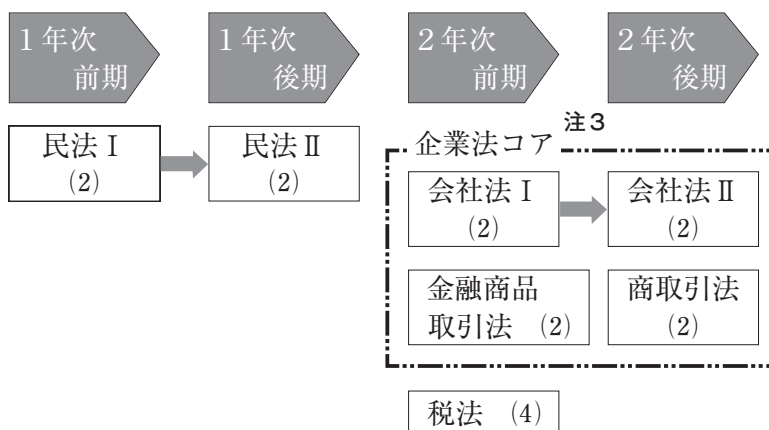 1年次
前期
1年次
後期
2年次
前期
2年次
後期
民法Ⅰ
(2)
民法Ⅱ
(2)
注3
企業法コア
会社法Ⅰ
(2)
会社法Ⅱ
(2)
金融商品
取引法 (2)
商取引法
(2)
税法 (4)